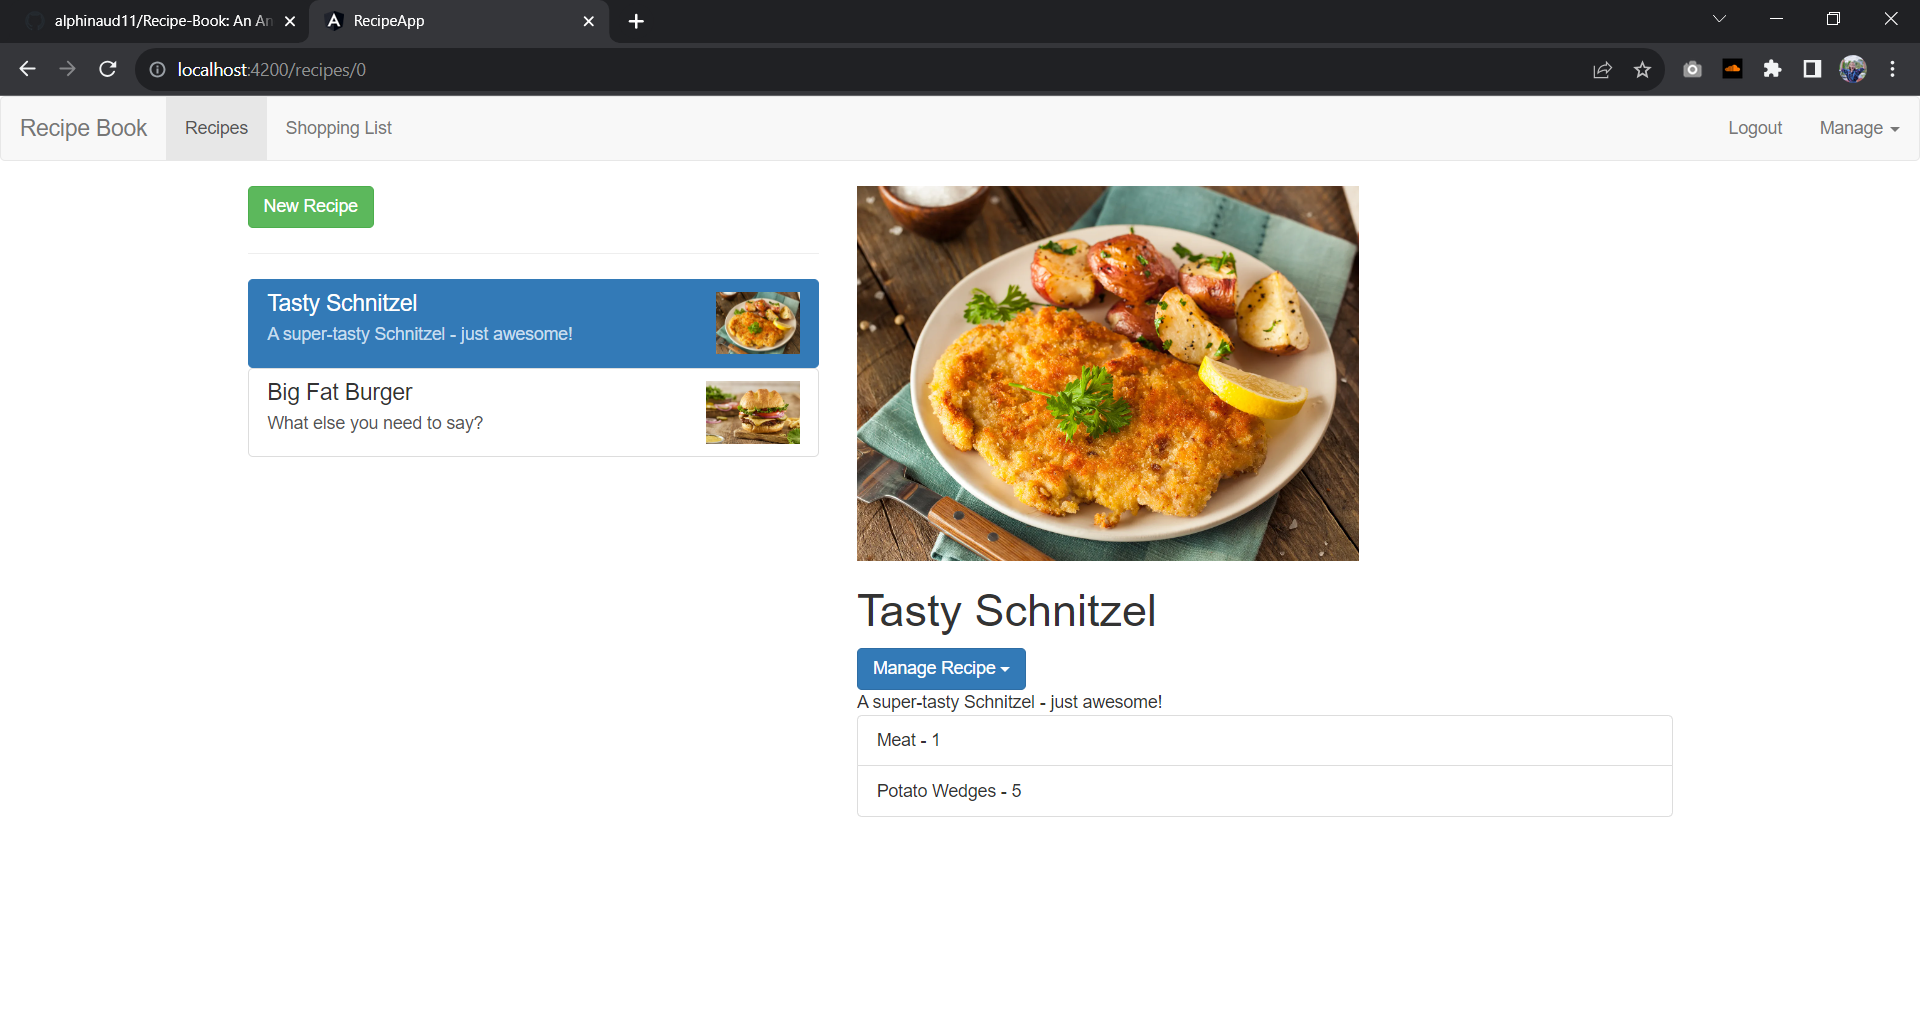 alphinaud11/Recipe-Book: An An
RecipeApp
localhost:4200/recipes/0
Recipe Book
Recipes
Shopping List
Logout
Manage
New Recipe
Tasty Schnitzel
A super-tasty Schnitzel - just awesome!
Big Fat Burger
What else you need to say?
Tasty Schnitzel
Manage Recipe
A super-tasty Schnitzel - just awesome!
Meat - 1
Potato Wedges - 5